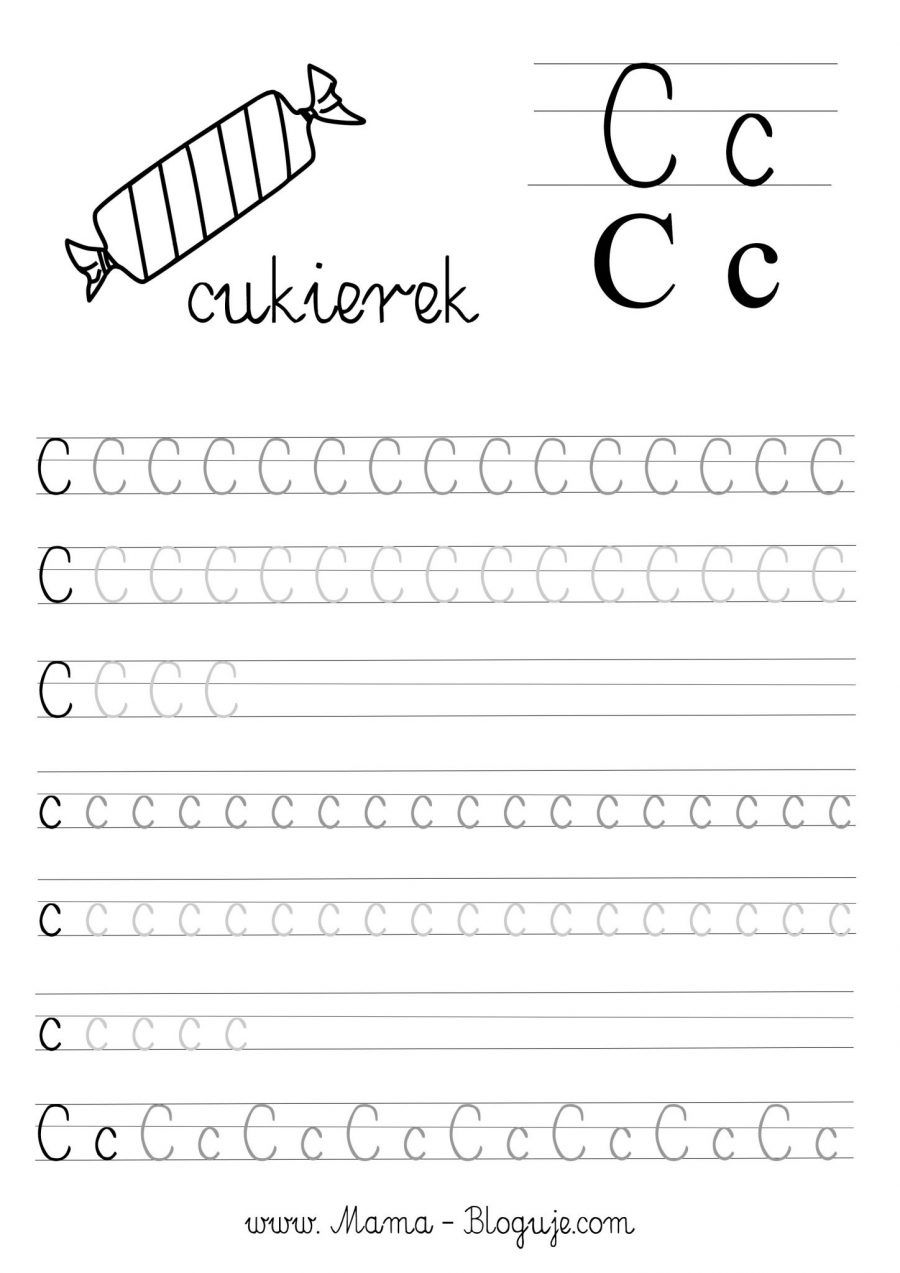 C c
C c
cukierek
C C C C C C C C C C C C C C C
C C C C C C C C C C C C C C C
C C C C
c c c c c c c c c c c c c c c c c c
c c c c c c c c c c c c c c c c c c
c c c c c
C c C c C c C c C c C c C c C c
www. Mama - Bloguje.com